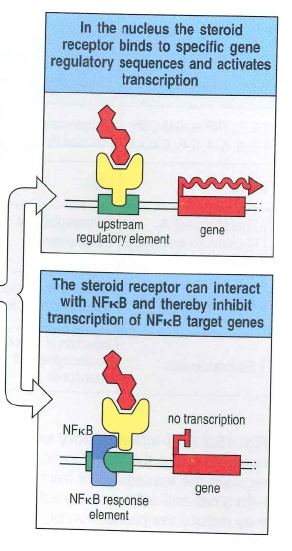 In the nucleus the steroid
receptor binds to specific gene
regulatory sequences and activates
transcription
upstream
regulatory element
gene
The steroid receptor can interact
with NFκB and thereby inhibit
transcription of NFκB target genes
NFκB
no transcription
NFκB response
element
gene